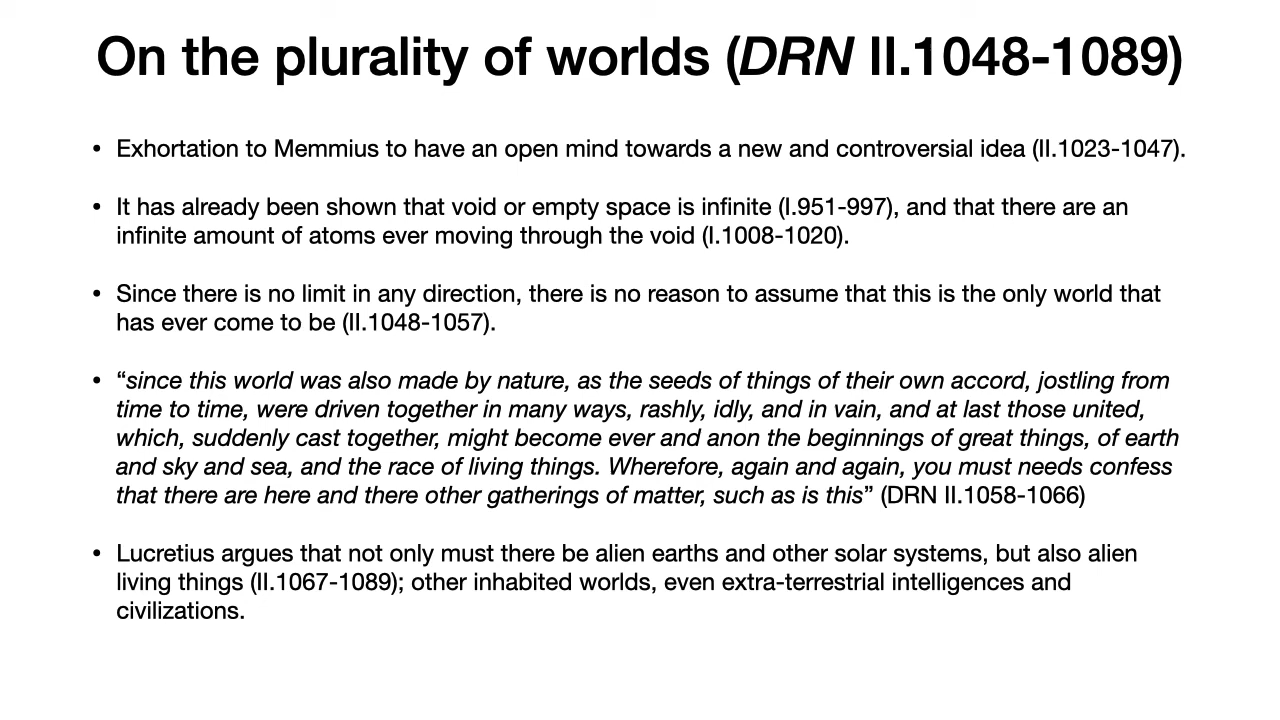 On the plurality of worlds (DRN II.1048-1089)
• Exhortation to Memmius to have an open mind towards a new and controversial idea (II.1023-1047).
• It has already been shown that void or empty space is infinite (I.951-997), and that there are an
infinite amount of atoms ever moving through the void (I.1008-1020).
• Since there is no limit in any direction, there is no reason to assume that this is the only world that
has ever come to be (II.1048-1057).
• “since this world was also made by nature, as the seeds of things of their own accord, jostling from
time to time, were driven together in many ways, rashly, idly, and in vain, and at last those united,
which, suddenly cast together, might become ever and anon the beginnings of great things, of earth
and sky and sea, and the race of living things. Wherefore, again and again, you must needs confess
that there are here and there other gatherings of matter, such as is this” (DRN II.1058-1066)
• Lucretius argues that not only must there be alien earths and other solar systems, but also alien
living things (II.1067-1089); other inhabited worlds, even extra-terrestrial intelligences and
civilizations.